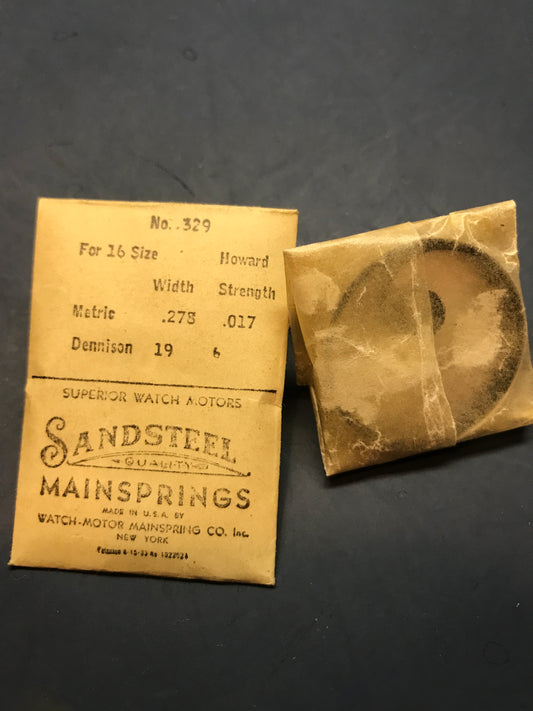 No. 329
For 16 Size Howard
Width Strength
Metric .275 .017
Dennison 19 6
SUPERIOR WATCH MOTORS
SANDSTEEL
QUALITY
MAINSPRINGS
MADE IN U.S.A. BY
WATCH-MOTOR MAINSPRING CO. Inc.
NEW YORK